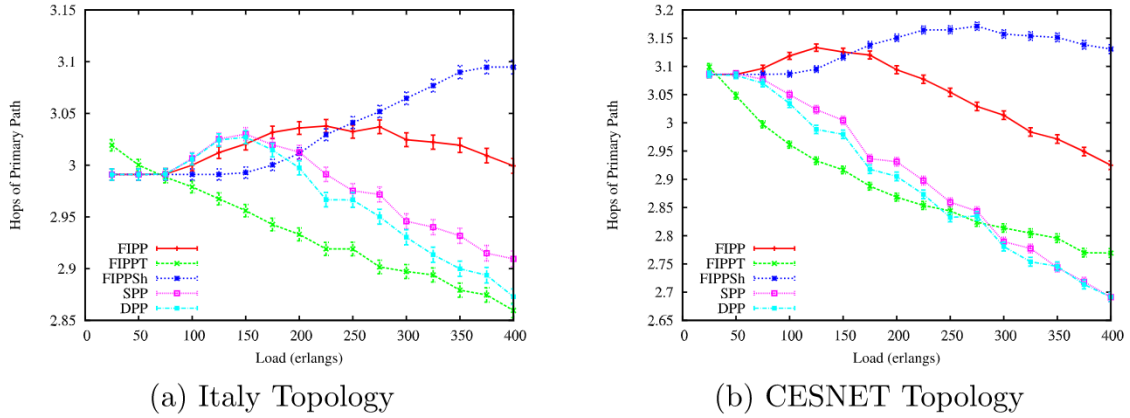 3.15
3.1
3.05
3
2.95
2.9
2.85
Hops of Primary Path
FIPP
FIPPT
FIPPSh
SPP
DPP
0 50 100 150 200 250 300 350 400
Load (erlangs)
(a) Italy Topology
3.2
3.15
3.1
3.05
3
2.95
2.9
2.85
2.8
2.75
2.7
2.65
Hops of Primary Path
FIPP
FIPPT
FIPPSh
SPP
DPP
0 50 100 150 200 250 300 350 400
Load (erlangs)
(b) CESNET Topology